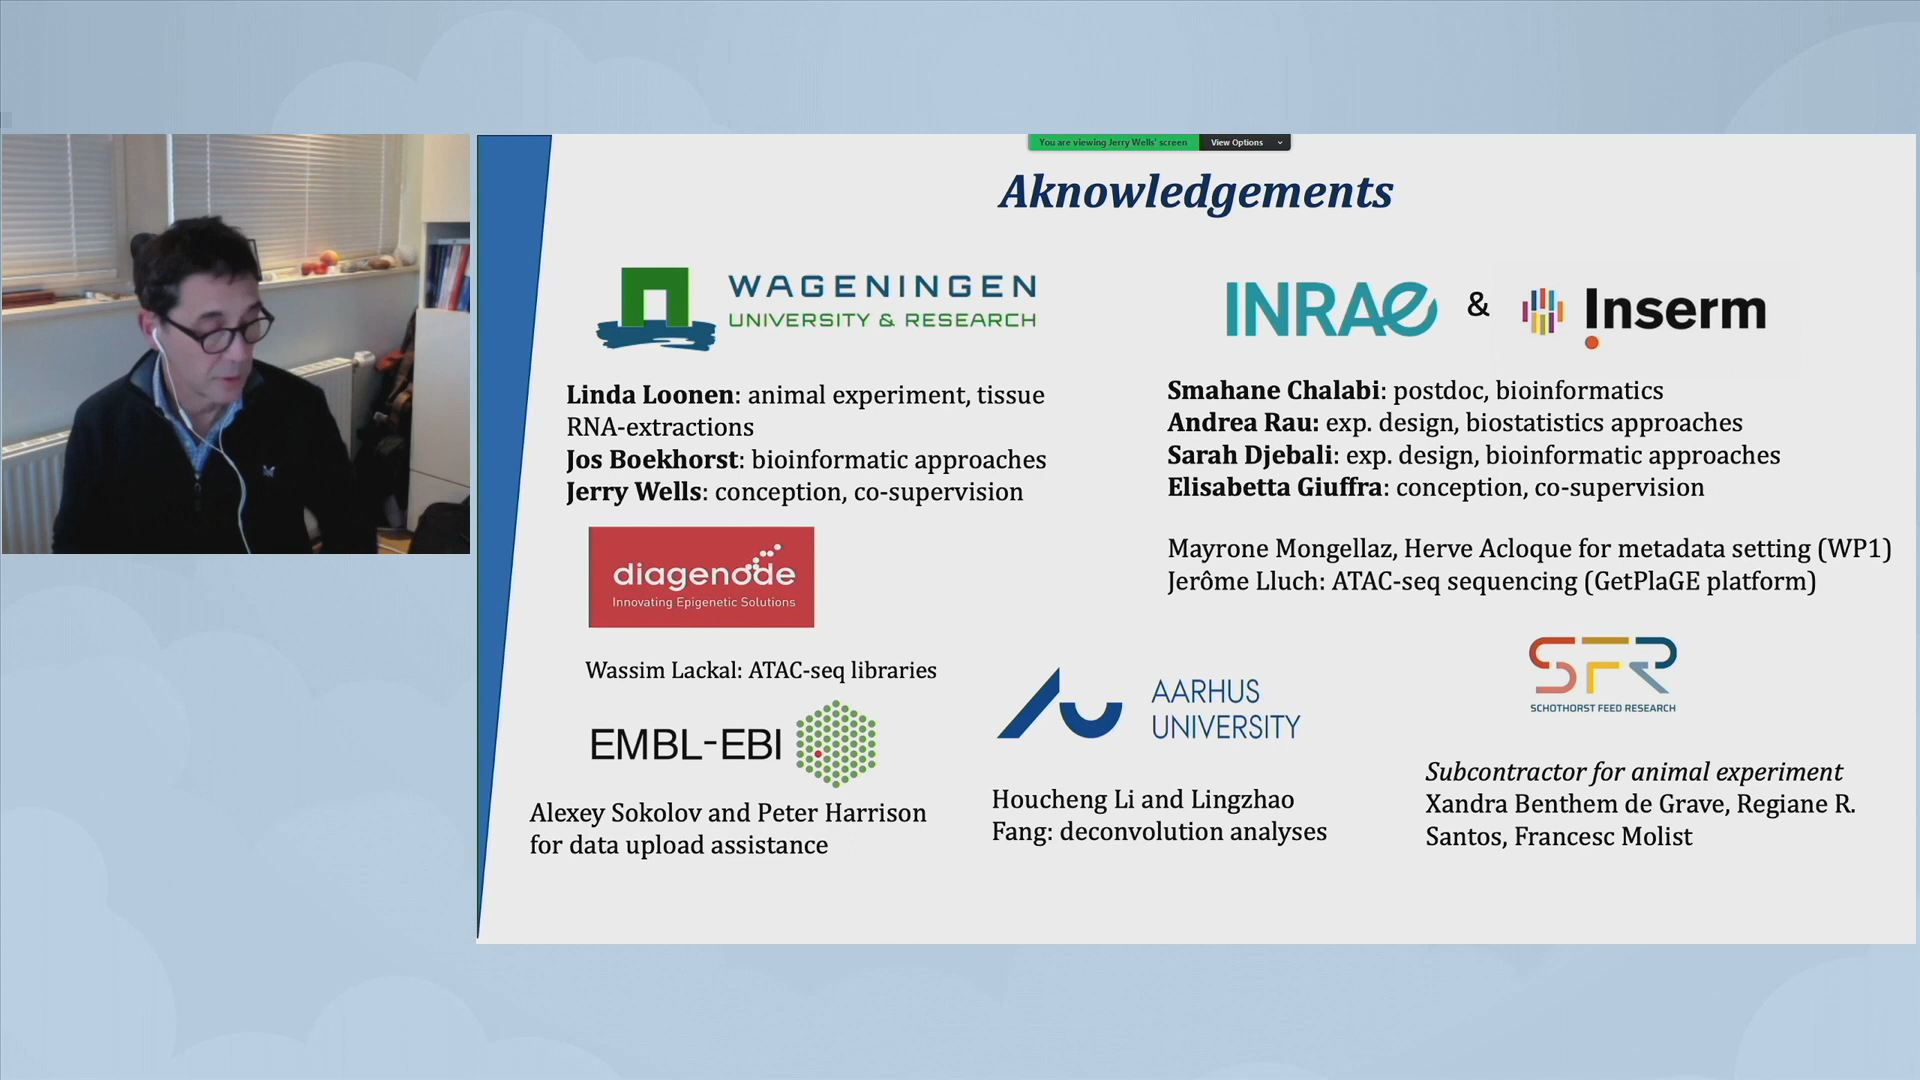 You are viewing Jerry Wells' screen
View Options
Aknowledgements
WAGENINGEN
UNIVERSITY & RESEARCH
Linda Loonen: animal experiment, tissue
RNA-extractions
Jos Boekhorst: bioinformatic approaches
Jerry Wells: conception, co-supervision
INRAE & Inserm
Smahane Chalabi: postdoc, bioinformatics
Andrea Rau: exp. design, biostatistics approaches
Sarah Djebali: exp. design, bioinformatic approaches
Elisabetta Giuffra: conception, co-supervision
Mayrone Mongellaz, Herve Acloque for metadata setting (WP1)
Jerôme Lluch: ATAC-seq sequencing (GetPlaGE platform)
diagenode
Innovating Epigenetic Solutions
Wassim Lackal: ATAC-seq libraries
EMBL-EBI
Alexey Sokolov and Peter Harrison
for data upload assistance
AARHUS
UNIVERSITY
Houcheng Li and Lingzhao
Fang: deconvolution analyses
SFR
SCHOTHORST FEED RESEARCH
Subcontractor for animal experiment
Xandra Benthem de Grave, Regiane R.
Santos, Francesc Molist